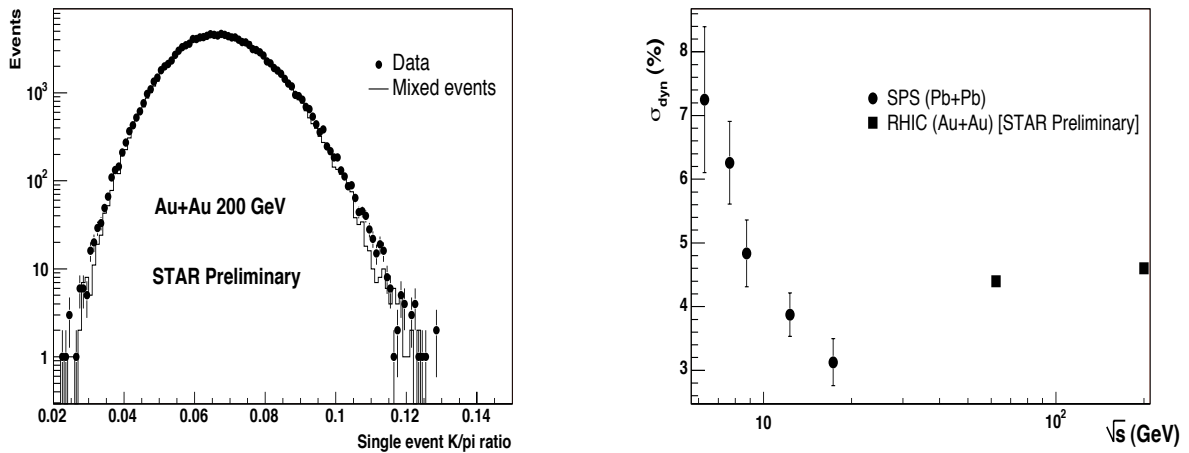 Events
10³
10²
10
1
Data
Mixed events
Au+Au 200 GeV
STAR Preliminary
0.02 0.04 0.06 0.08 0.1 0.12 0.14
Single event K/pi ratio
σdyn (%)
8
7
6
5
4
3
SPS (Pb+Pb)
RHIC (Au+Au) [STAR Preliminary]
10 10²
√s (GeV)